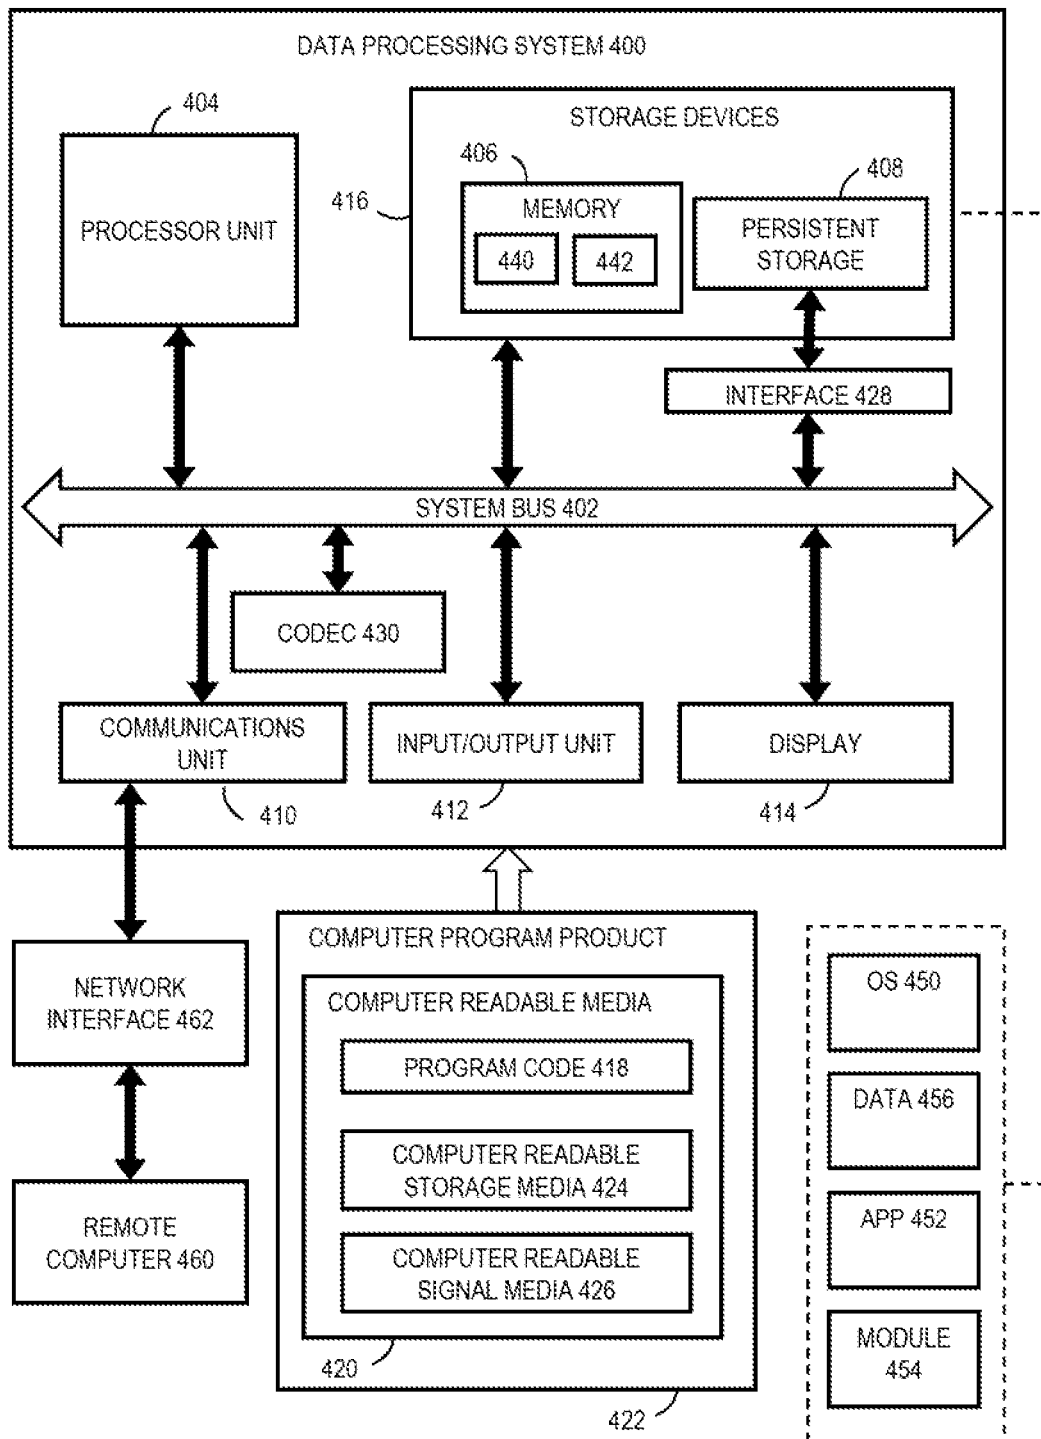 DATA PROCESSING SYSTEM 400
404
STORAGE DEVICES
406
408
416
MEMORY
440
442
PERSISTENT
STORAGE
PROCESSOR UNIT
INTERFACE 428
SYSTEM BUS 402
CODEC 430
COMMUNICATIONS
UNIT
INPUT/OUTPUT UNIT
DISPLAY
410
412
414
COMPUTER PROGRAM PRODUCT
NETWORK
INTERFACE 462
COMPUTER READABLE MEDIA
PROGRAM CODE 418
COMPUTER READABLE
STORAGE MEDIA 424
REMOTE
COMPUTER 460
COMPUTER READABLE
SIGNAL MEDIA 426
420
422
OS 450
DATA 456
APP 452
MODULE
454